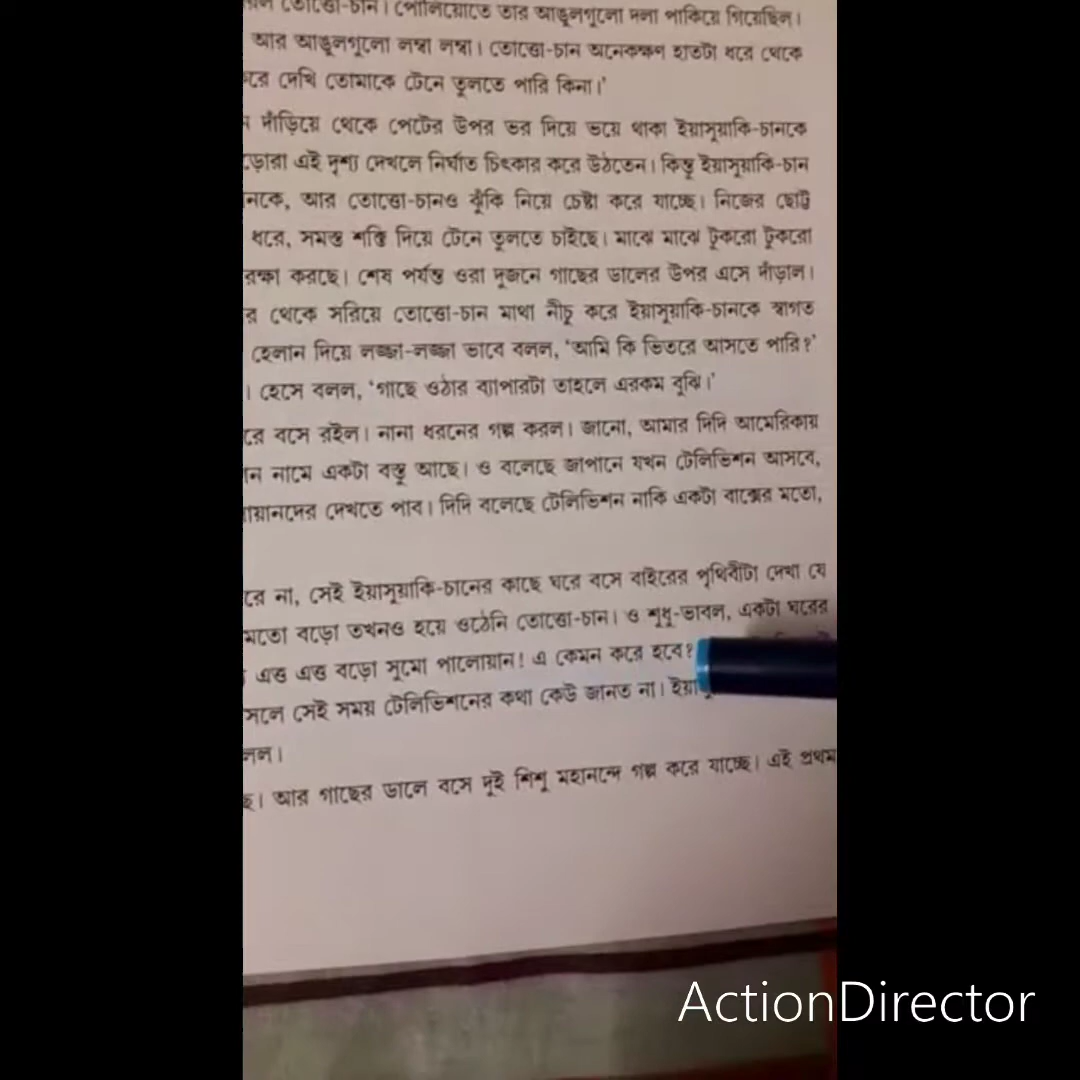 তোত্তো-চান। পোলিয়োতে তার আঙুলগুলো দলা পাকিয়ে গিয়েছিল।
আর আঙুলগুলো লম্বা লম্বা। তোত্তো-চান অনেকক্ষণ হাতটা ধরে থেকে
রে দেখি তোমাকে টেনে তুলতে পারি কিনা।'
দাঁড়িয়ে থেকে পেটের উপর ভর দিয়ে ভয়ে থাকা ইয়াসুয়াকি-চানকে
ড়োরা এই দৃশ্য দেখলে নির্ঘাত চিৎকার করে উঠতেন। কিন্তু ইয়াসুয়াকি-চান
নকে, আর তোত্তো-চানও ঝুঁকি নিয়ে চেষ্টা করে যাচ্ছে। নিজের ছোট্ট
ধরে, সমস্ত শক্তি দিয়ে টেনে তুলতে চাইছে। মাঝে মাঝে টুকরো টুকরো
রক্ষা করছে। শেষ পর্যন্ত ওরা দুজনে গাছের ডালের উপর এসে দাঁড়াল।
র থেকে সরিয়ে তোত্তো-চান মাথা নীচু করে ইয়াসুয়াকি-চানকে স্বাগত
হেলান দিয়ে লজ্জা-লজ্জা ভাবে বলল, 'আমি কি ভিতরে আসতে পারি?'
। হেসে বলল, 'গাছে ওঠার ব্যাপারটা তাহলে এরকম বুঝি।'
রে বসে রইল। নানা ধরনের গল্প করল। জানো, আমার দিদি আমেরিকায়
ন নামে একটা বস্তু আছে। ও বলেছে জাপানে যখন টেলিভিশন আসবে,
য়ানদের দেখতে পাব। দিদি বলেছে টেলিভিশন নাকি একটা বাক্সের মতো,
রে না, সেই ইয়াসুয়াকি-চানের কাছে ঘরে বসে বাইরের পৃথিবীটা দেখা যে
মতো বড়ো তখনও হয়ে ওঠেনি তোত্তো-চান। ও শুধু-ভাবল, একটা ঘরের
এত্ত এত্ত বড়ো সুমো পালোয়ান! এ কেমন করে হবে?
সলে সেই সময় টেলিভিশনের কথা কেউ জানত না। ইয়া
লল।
ছ। আর গাছের ডালে বসে দুই শিশু মহানন্দে গল্প করে যাচ্ছে। এই প্রথম
ActionDirector